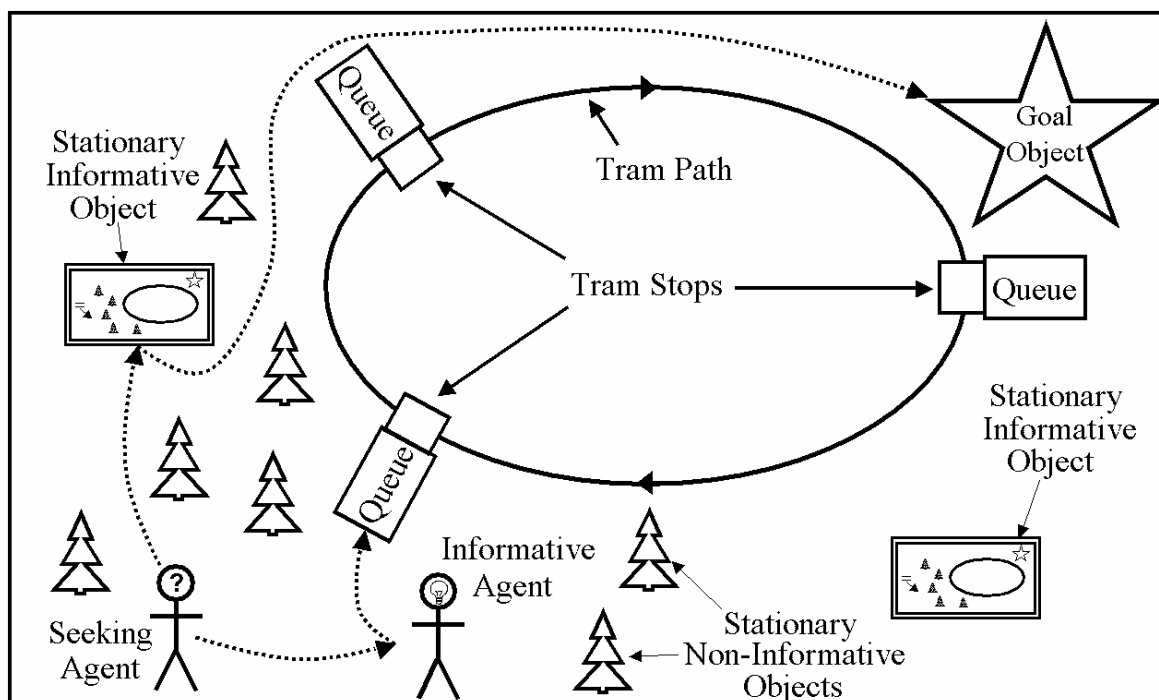 Queue
Goal
Object
Stationary
Informative
Object
Tram Path
Tram Stops
Queue
Queue
Stationary
Informative
Object
Informative
Agent
?
Seeking
Agent
Stationary
Non-Informative
Objects